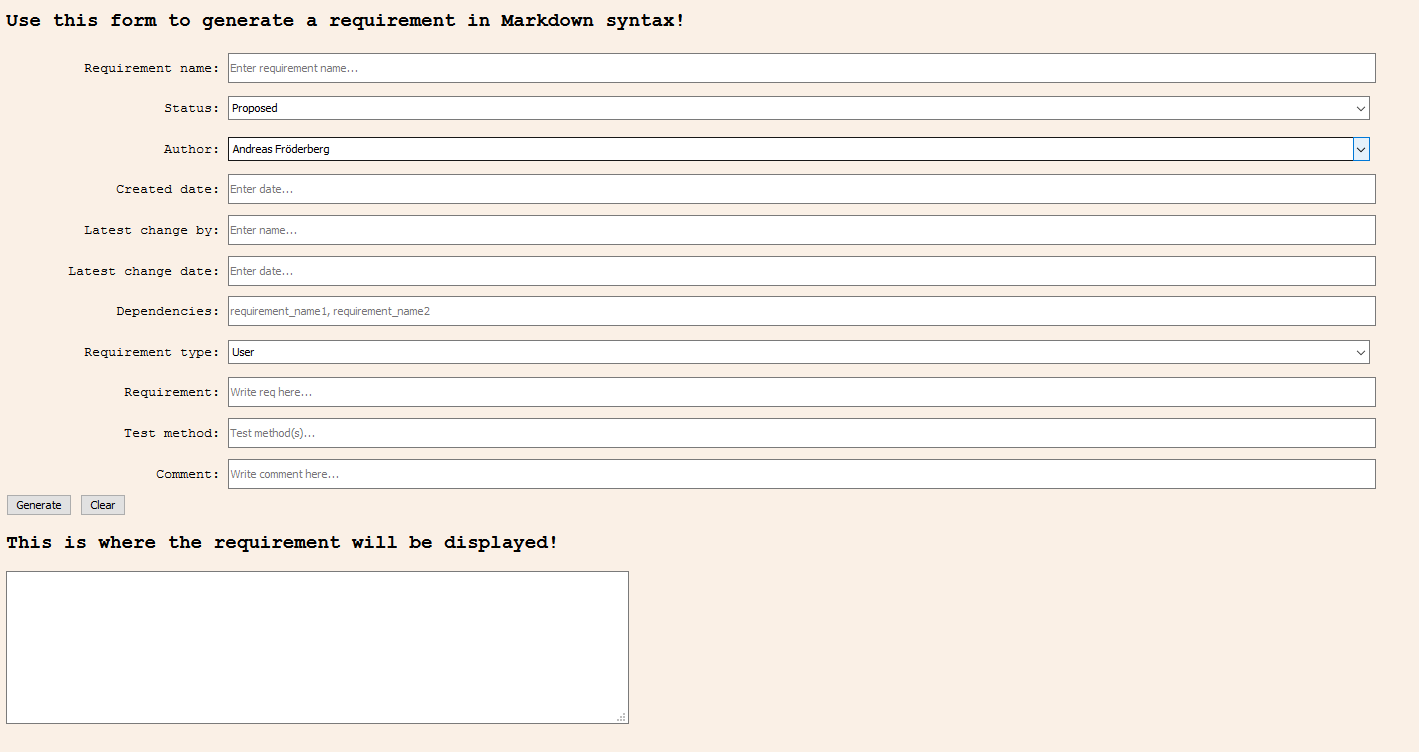 Use this form to generate a requirement in Markdown syntax!
Requirement name: Enter requirement name...
Status: Proposed
Author: Andreas Fröderberg
Created date: Enter date...
Latest change by: Enter name...
Latest change date: Enter date...
Dependencies: requirement_name1, requirement_name2
Requirement type: User
Requirement: Write req here...
Test method: Test method(s)...
Comment: Write comment here...
Generate Clear
This is where the requirement will be displayed!